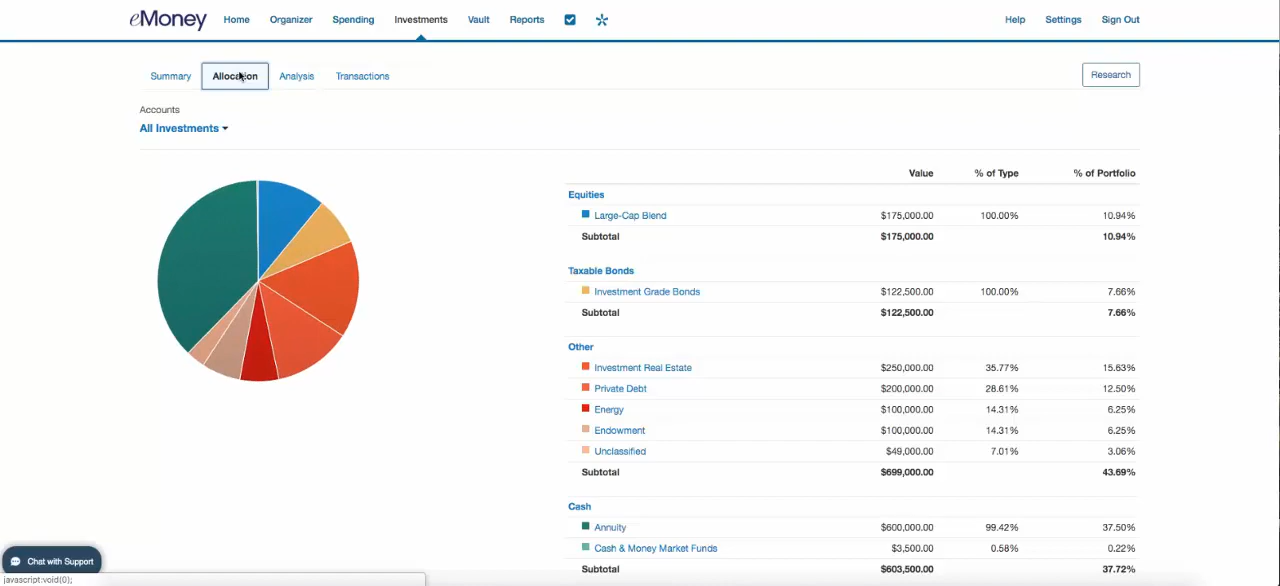 eMoney Home Organizer Spending Investments Vault Reports Help Settings Sign Out
Summary Allocation Analysis Transactions Research
Accounts
All Investments
Value % of Type % of Portfolio
Equities
Large-Cap Blend $175,000.00 100.00% 10.94%
Subtotal $175,000.00 10.94%
Taxable Bonds
Investment Grade Bonds $122,500.00 100.00% 7.66%
Subtotal $122,500.00 7.66%
Other
Investment Real Estate $250,000.00 35.77% 15.63%
Private Debt $200,000.00 28.61% 12.50%
Energy $100,000.00 14.31% 6.25%
Endowment $100,000.00 14.31% 6.25%
Unclassified $49,000.00 7.01% 3.06%
Subtotal $699,000.00 43.69%
Cash
Annuity $600,000.00 99.42% 37.50%
Cash & Money Market Funds $3,500.00 0.58% 0.22%
Subtotal $603,500.00 37.72%
Chat with Support
javascript:void(0);